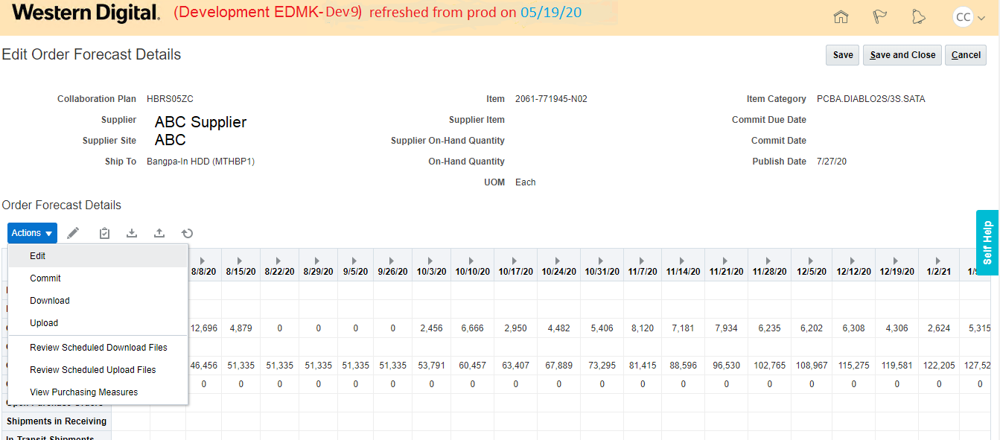 Western Digital. (Development EDMK-Dev9) refreshed from prod on 05/19/20
CC
Edit Order Forecast Details
Save Save and Close Cancel
Collaboration Plan HBRS05ZC Item 2061-771945-N02 Item Category PCBA.DIABLO2S/3S.SATA
Supplier ABC Supplier Supplier Item Commit Due Date
Supplier Site ABC Supplier On-Hand Quantity Commit Date
Ship To Bangpa-In HDD (MTHBP1) On-Hand Quantity Publish Date 7/27/20
UOM Each
Order Forecast Details
Self Help
Actions
Edit
Commit
Download
Upload
Review Scheduled Download Files
Review Scheduled Upload Files
View Purchasing Measures
8/8/20 8/15/20 8/22/20 8/29/20 9/5/20 9/26/20 10/3/20 10/10/20 10/17/20 10/24/20 10/31/20 11/7/20 11/14/20 11/21/20 11/28/20 12/5/20 12/12/20 12/19/20 1/2/21
12,696 4,879 0 0 0 0 2,456 6,666 2,950 4,482 5,406 8,120 7,181 7,934 6,235 6,202 6,308 4,306 2,624 5,315
46,456 51,335 51,335 51,335 51,335 51,335 53,791 60,457 63,407 67,889 73,295 81,415 88,596 96,530 102,765 108,967 115,275 119,581 122,205 127,52
0 0 0 0 0 0 0 0 0 0 0 0 0 0 0 0 0 0 0 0
Shipments in Receiving
In-Transit Shipments